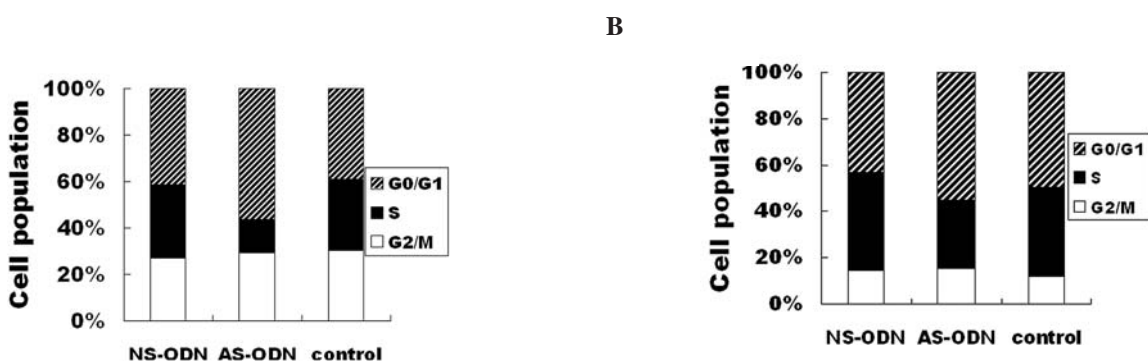 B
100%
80%
60%
40%
20%
0%
Cell population
G0/G1
S
G2/M
NS-ODN AS-ODN control
100%
80%
60%
40%
20%
0%
Cell population
G0/G1
S
G2/M
NS-ODN AS-ODN control